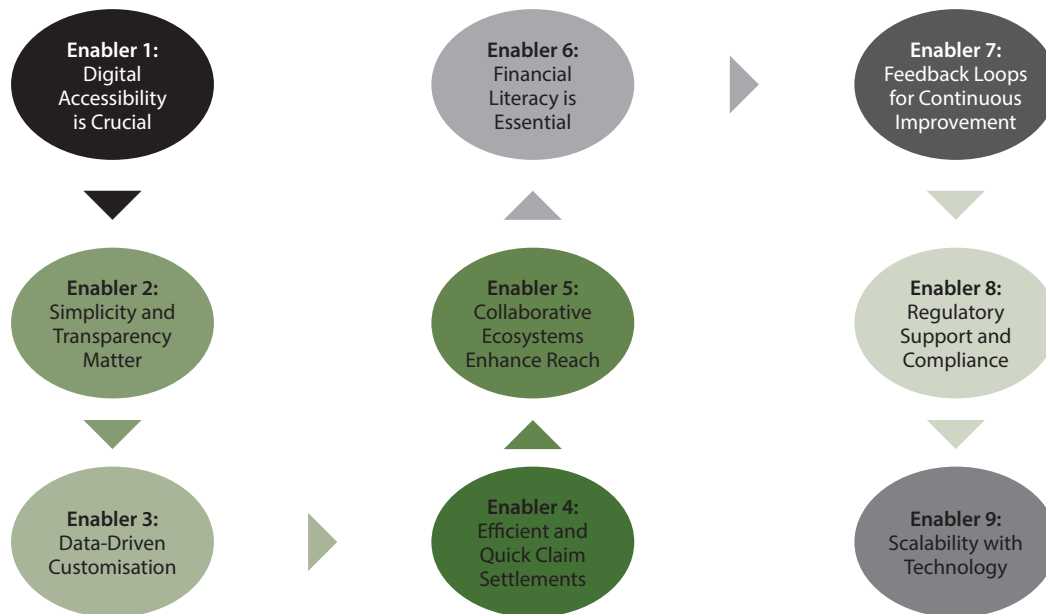 Enabler 1:
Digital
Accessibility
is Crucial
Enabler 2:
Simplicity and
Transparency
Matter
Enabler 3:
Data-Driven
Customisation
Enabler 4:
Efficient and
Quick Claim
Settlements
Enabler 5:
Collaborative
Ecosystems
Enhance Reach
Enabler 6:
Financial
Literacy is
Essential
Enabler 7:
Feedback Loops
for Continuous
Improvement
Enabler 8:
Regulatory
Support and
Compliance
Enabler 9:
Scalability with
Technology